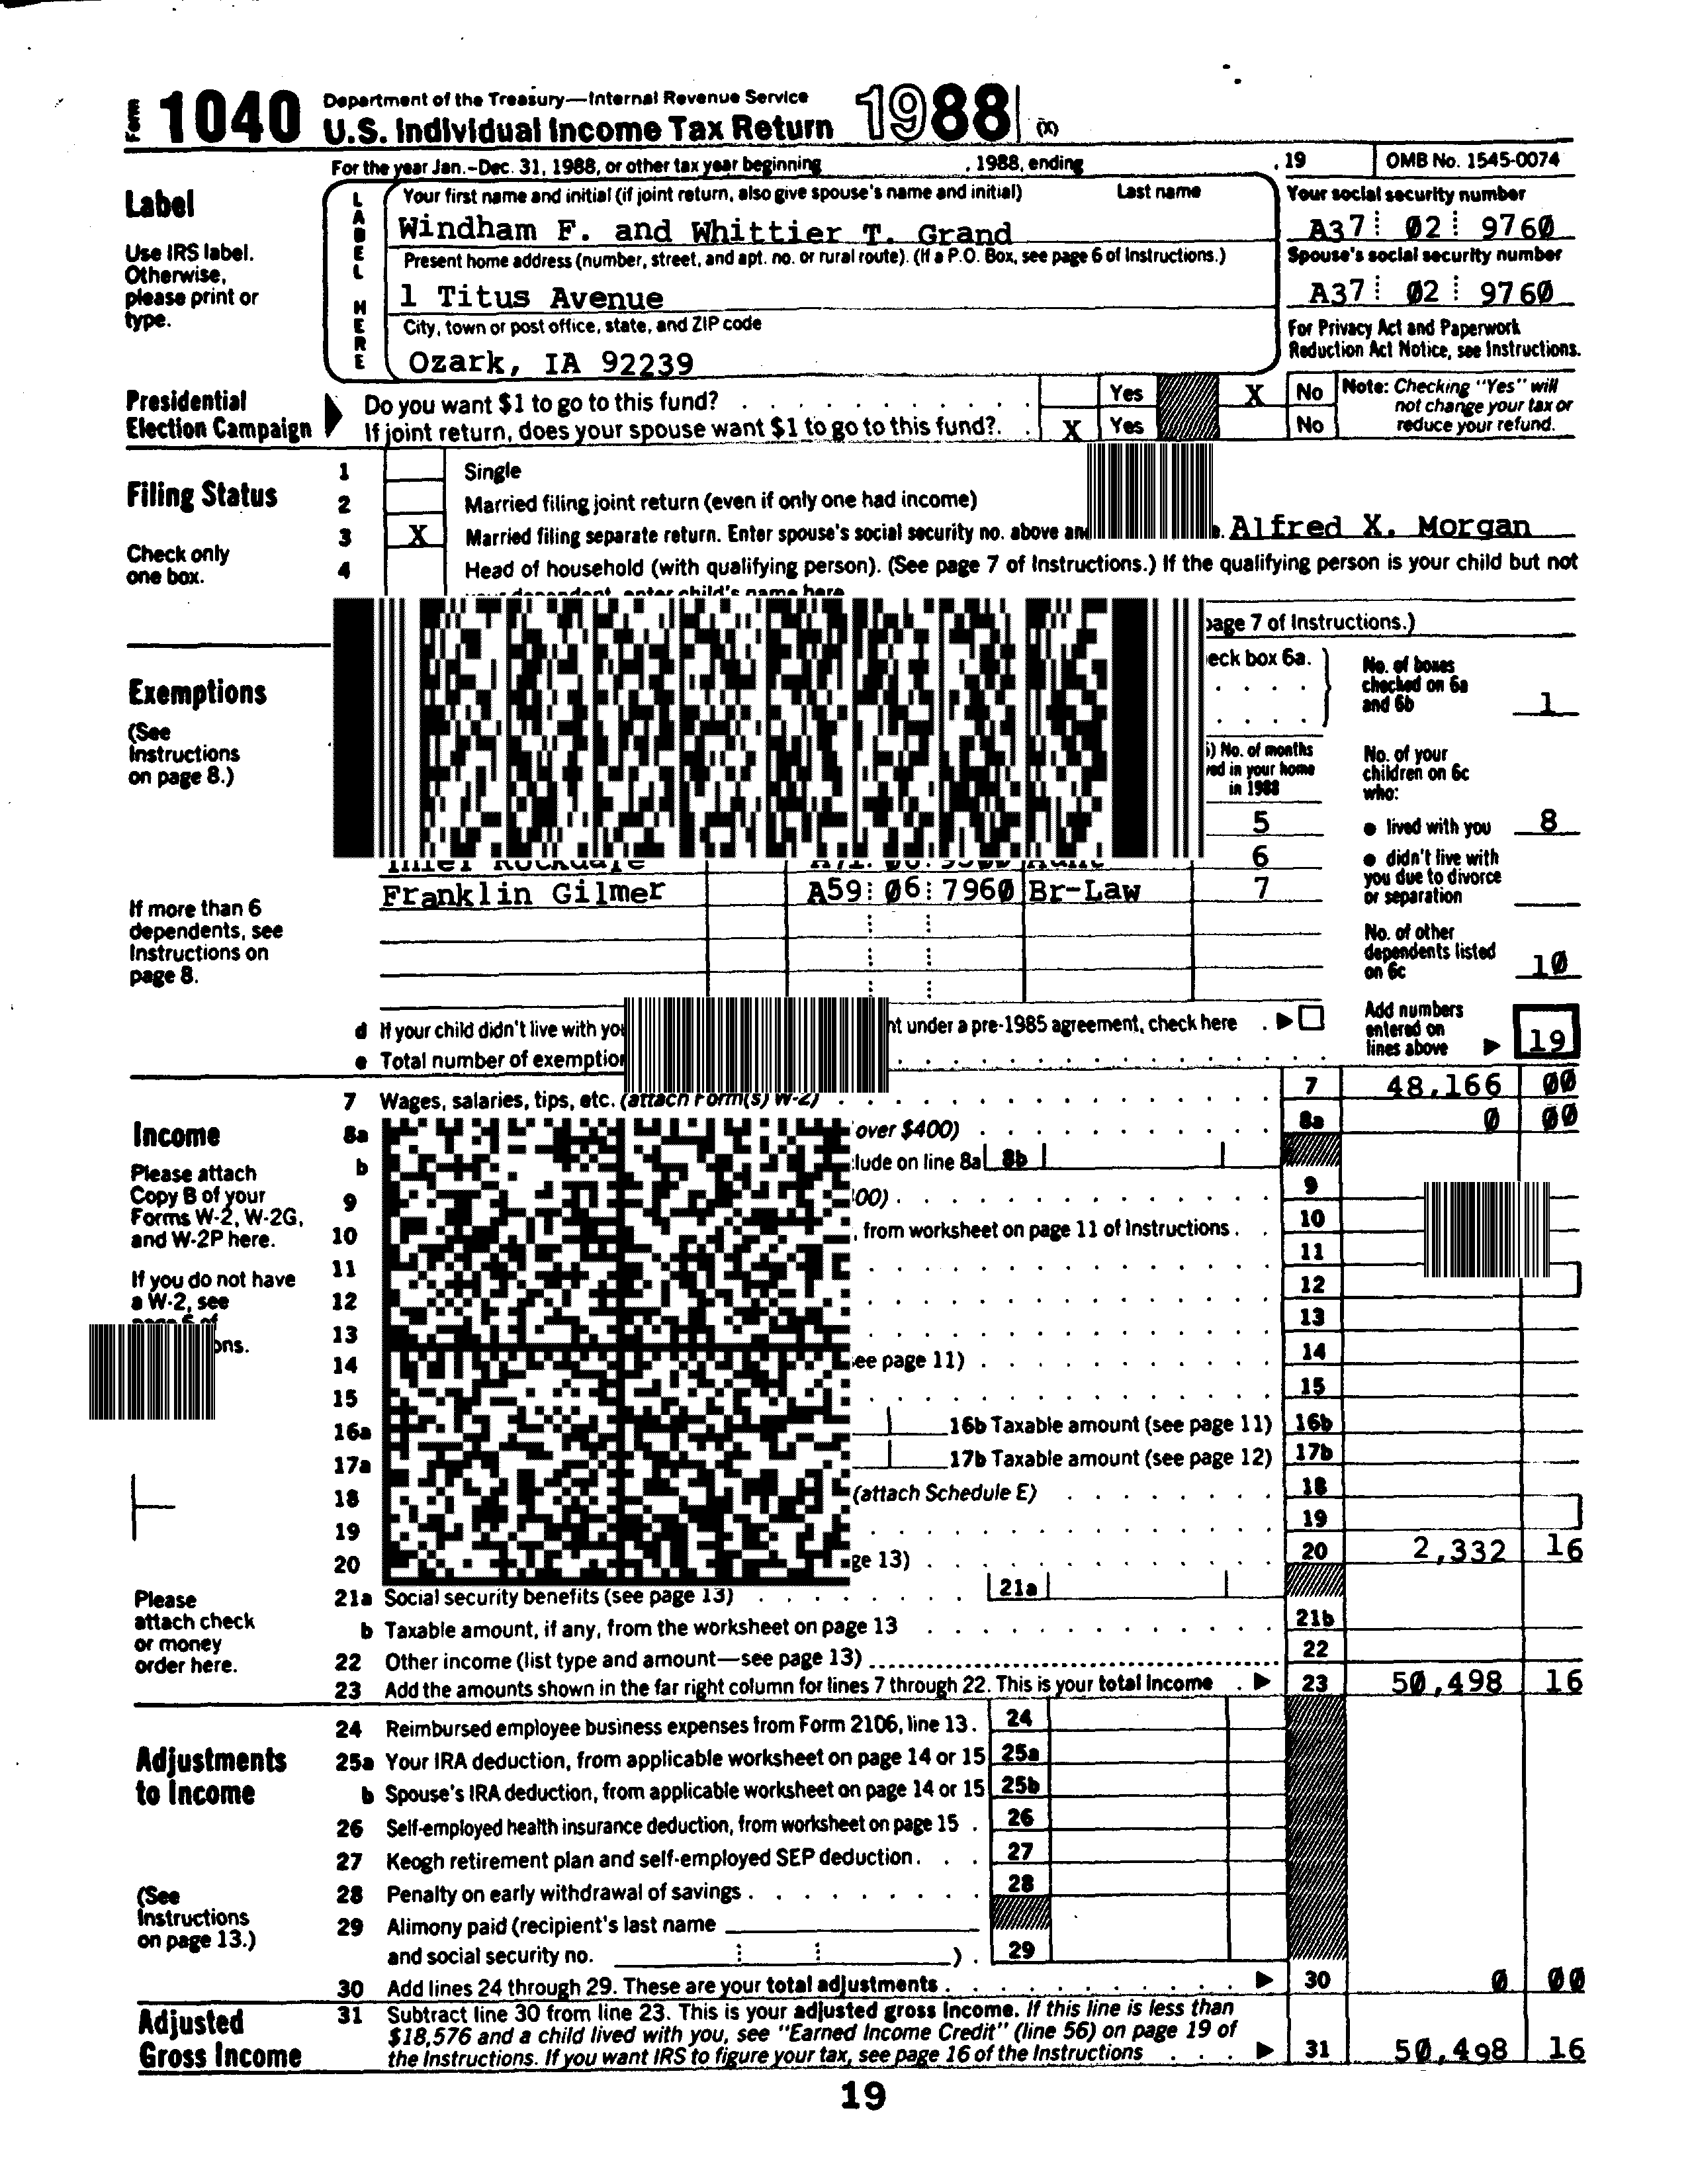 Form 1040 Department of the Treasury—Internal Revenue Service
U.S. Individual Income Tax Return 1988 (X)
For the year Jan.–Dec. 31, 1988, or other tax year beginning , 1988, ending , 19 OMB No. 1545-0074
Label
Use IRS label.
Otherwise,
please print or
type.
LABEL HERE
Your first name and initial (if joint return, also give spouse's name and initial) Last name
Windham F. and Whittier T. Grand
Present home address (number, street, and apt. no. or rural route). (If a P.O. Box, see page 6 of Instructions.)
1 Titus Avenue
City, town or post office, state, and ZIP code
Ozark, IA 92239
Your social security number
A37 02 9760
Spouse's social security number
A37 02 9760
For Privacy Act and Paperwork
Reduction Act Notice, see Instructions.
Presidential
Election Campaign
Do you want $1 to go to this fund? Yes X No
If joint return, does your spouse want $1 to go to this fund? X Yes No
Note: Checking "Yes" will
not change your tax or
reduce your refund.
Filing Status
Check only
one box.
1 Single
2 Married filing joint return (even if only one had income)
3 X Married filing separate return. Enter spouse's social security no. above Alfred X. Morgan
4 Head of household (with qualifying person). (See page 7 of Instructions.) If the qualifying person is your child but not
your dependent, enter child's name here
page 7 of Instructions.)
Exemptions
(See
Instructions
on page 8.)
box 6a.
No. of boxes
checked on 6a
and 6b 1
No. of months
in your home
in 1988
No. of your
children on 6c
who:
5
● lived with you 8
6
● didn't live with
you due to divorce
or separation
Franklin Gilmer A59 06 7960 Br-Law 7
If more than 6
dependents, see
Instructions on
page 8.
No. of other
dependents listed
on 6c 10
d If your child didn't live with under a pre-1985 agreement, check here
e Total number of
Add numbers
entered on
lines above 19
Income
Please attach
Copy B of your
Forms W-2, W-2G,
and W-2P here.
If you do not have
a W-2, see
7 Wages, salaries, tips, etc. (attach Form(s) W-2) 7 48,166 00
8a over $400) 8a 0 00
b on line 8a 8b
9 9
10 , from worksheet on page 11 of Instructions 10
11 11
12 12
13 13
14 page 11) 14
15 15
16a 16b Taxable amount (see page 11) 16b
17a 17b Taxable amount (see page 12) 17b
18 (attach Schedule E) 18
19 19
20 13) 20 2,332 16
Please
attach check
or money
order here.
21a Social security benefits (see page 13) 21a
b Taxable amount, if any, from the worksheet on page 13 21b
22 Other income (list type and amount—see page 13) 22
23 Add the amounts shown in the far right column for lines 7 through 22. This is your total income 23 50,498 16
Adjustments
to Income
(See
Instructions
on page 13.)
24 Reimbursed employee business expenses from Form 2106, line 13. 24
25a Your IRA deduction, from applicable worksheet on page 14 or 15 25a
b Spouse's IRA deduction, from applicable worksheet on page 14 or 15 25b
26 Self-employed health insurance deduction, from worksheet on page 15 26
27 Keogh retirement plan and self-employed SEP deduction 27
28 Penalty on early withdrawal of savings 28
29 Alimony paid (recipient's last name
and social security no. ) 29
30 Add lines 24 through 29. These are your total adjustments 30 0 00
Adjusted
Gross Income
31 Subtract line 30 from line 23. This is your adjusted gross income. If this line is less than
$18,576 and a child lived with you, see "Earned Income Credit" (line 56) on page 19 of
the Instructions. If you want IRS to figure your tax, see page 16 of the Instructions 31 50,498 16
19